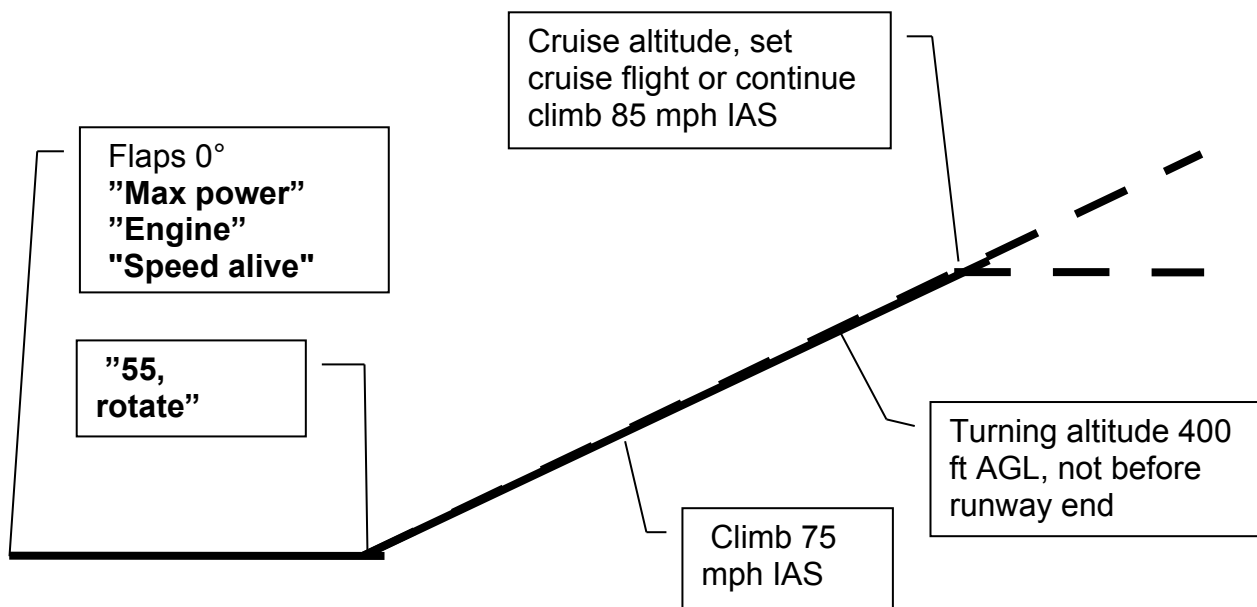 Cruise altitude, set
cruise flight or continue
climb 85 mph IAS
Flaps 0°
”Max power”
”Engine”
"Speed alive"
”55,
rotate”
Turning altitude 400
ft AGL, not before
runway end
Climb 75
mph IAS